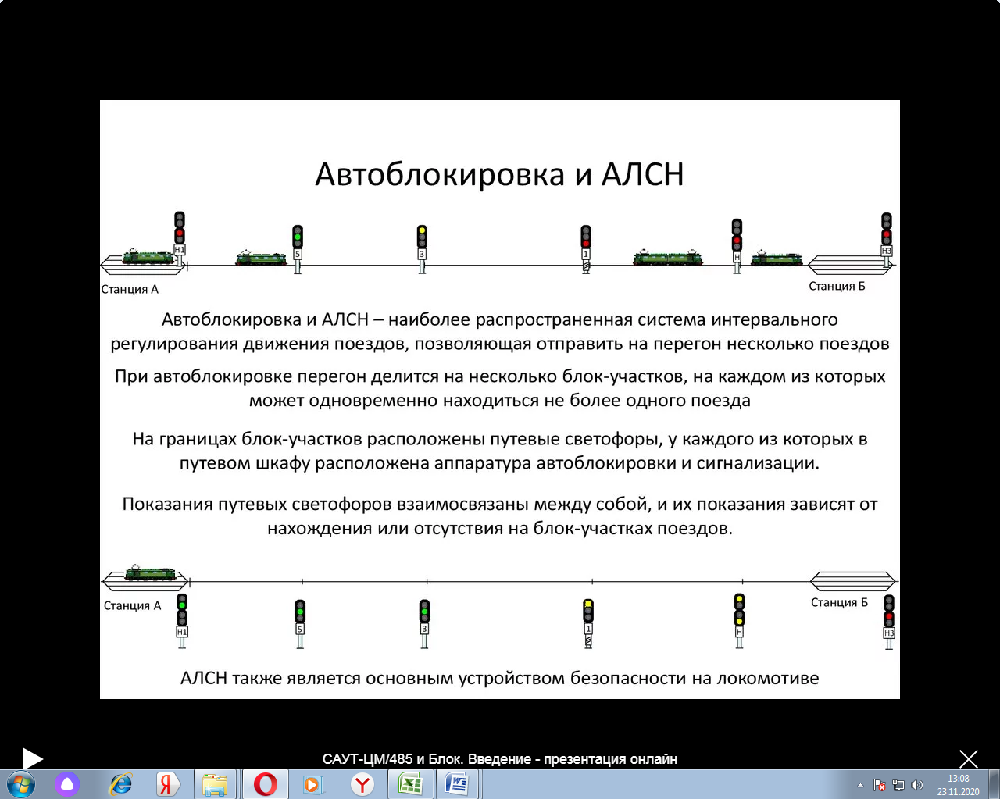 Автоблокировка и АЛСН
Н1
5
3
1
Н
Н3
Станция А
Станция Б
Автоблокировка и АЛСН – наиболее распространенная система интервального
регулирования движения поездов, позволяющая отправить на перегон несколько поездов
При автоблокировке перегон делится на несколько блок-участков, на каждом из которых
может одновременно находиться не более одного поезда
На границах блок-участков расположены путевые светофоры, у каждого из которых в
путевом шкафу расположена аппаратура автоблокировки и сигнализации.
Показания путевых светофоров взаимосвязаны между собой, и их показания зависят от
нахождения или отсутствия на блок-участках поездов.
Станция А
Станция Б
Н1
5
3
1
Н
Н3
АЛСН также является основным устройством безопасности на локомотиве
САУТ-ЦМ/485 и Блок. Введение - презентация онлайн
13:08
23.11.2020